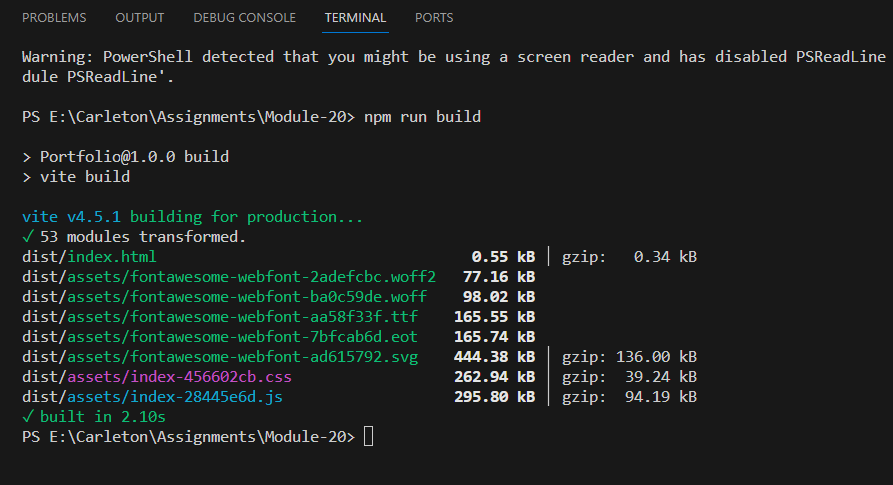 PROBLEMS OUTPUT DEBUG CONSOLE TERMINAL PORTS
Warning: PowerShell detected that you might be using a screen reader and has disabled PSReadLine
dule PSReadLine'.
PS E:\Carleton\Assignments\Module-20> npm run build
> Portfolio@1.0.0 build
> vite build
vite v4.5.1 building for production...
✓ 53 modules transformed.
dist/index.html 0.55 kB │ gzip: 0.34 kB
dist/assets/fontawesome-webfont-2adefcbc.woff2 77.16 kB
dist/assets/fontawesome-webfont-ba0c59de.woff 98.02 kB
dist/assets/fontawesome-webfont-aa58f33f.ttf 165.55 kB
dist/assets/fontawesome-webfont-7bfcab6d.eot 165.74 kB
dist/assets/fontawesome-webfont-ad615792.svg 444.38 kB │ gzip: 136.00 kB
dist/assets/index-456602cb.css 262.94 kB │ gzip: 39.24 kB
dist/assets/index-28445e6d.js 295.80 kB │ gzip: 94.19 kB
✓ built in 2.10s
PS E:\Carleton\Assignments\Module-20>